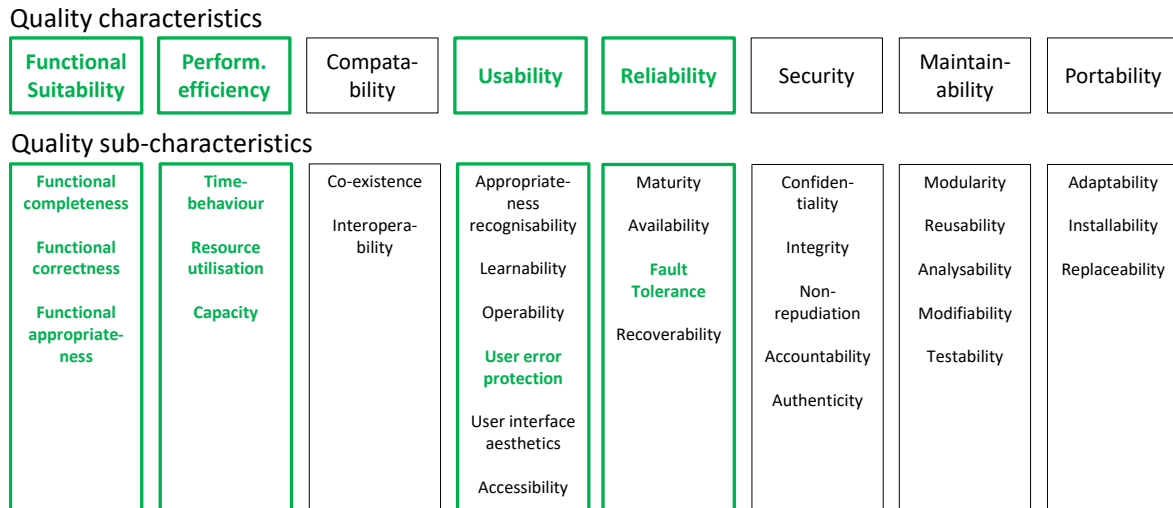 Quality characteristics
Functional
Suitability
Perform.
efficiency
Compata-
bility
Usability
Reliability
Security
Maintain-
ability
Portability
Quality sub-characteristics
Functional
completeness
Functional
correctness
Functional
appropriate-
ness
Time-
behaviour
Resource
utilisation
Capacity
Co-existence
Interopera-
bility
Appropriate-
ness
recognisability
Learnability
Operability
User error
protection
User interface
aesthetics
Accessibility
Maturity
Availability
Fault
Tolerance
Recoverability
Confiden-
tiality
Integrity
Non-
repudiation
Accountability
Authenticity
Modularity
Reusability
Analysability
Modifiability
Testability
Adaptability
Installability
Replaceability